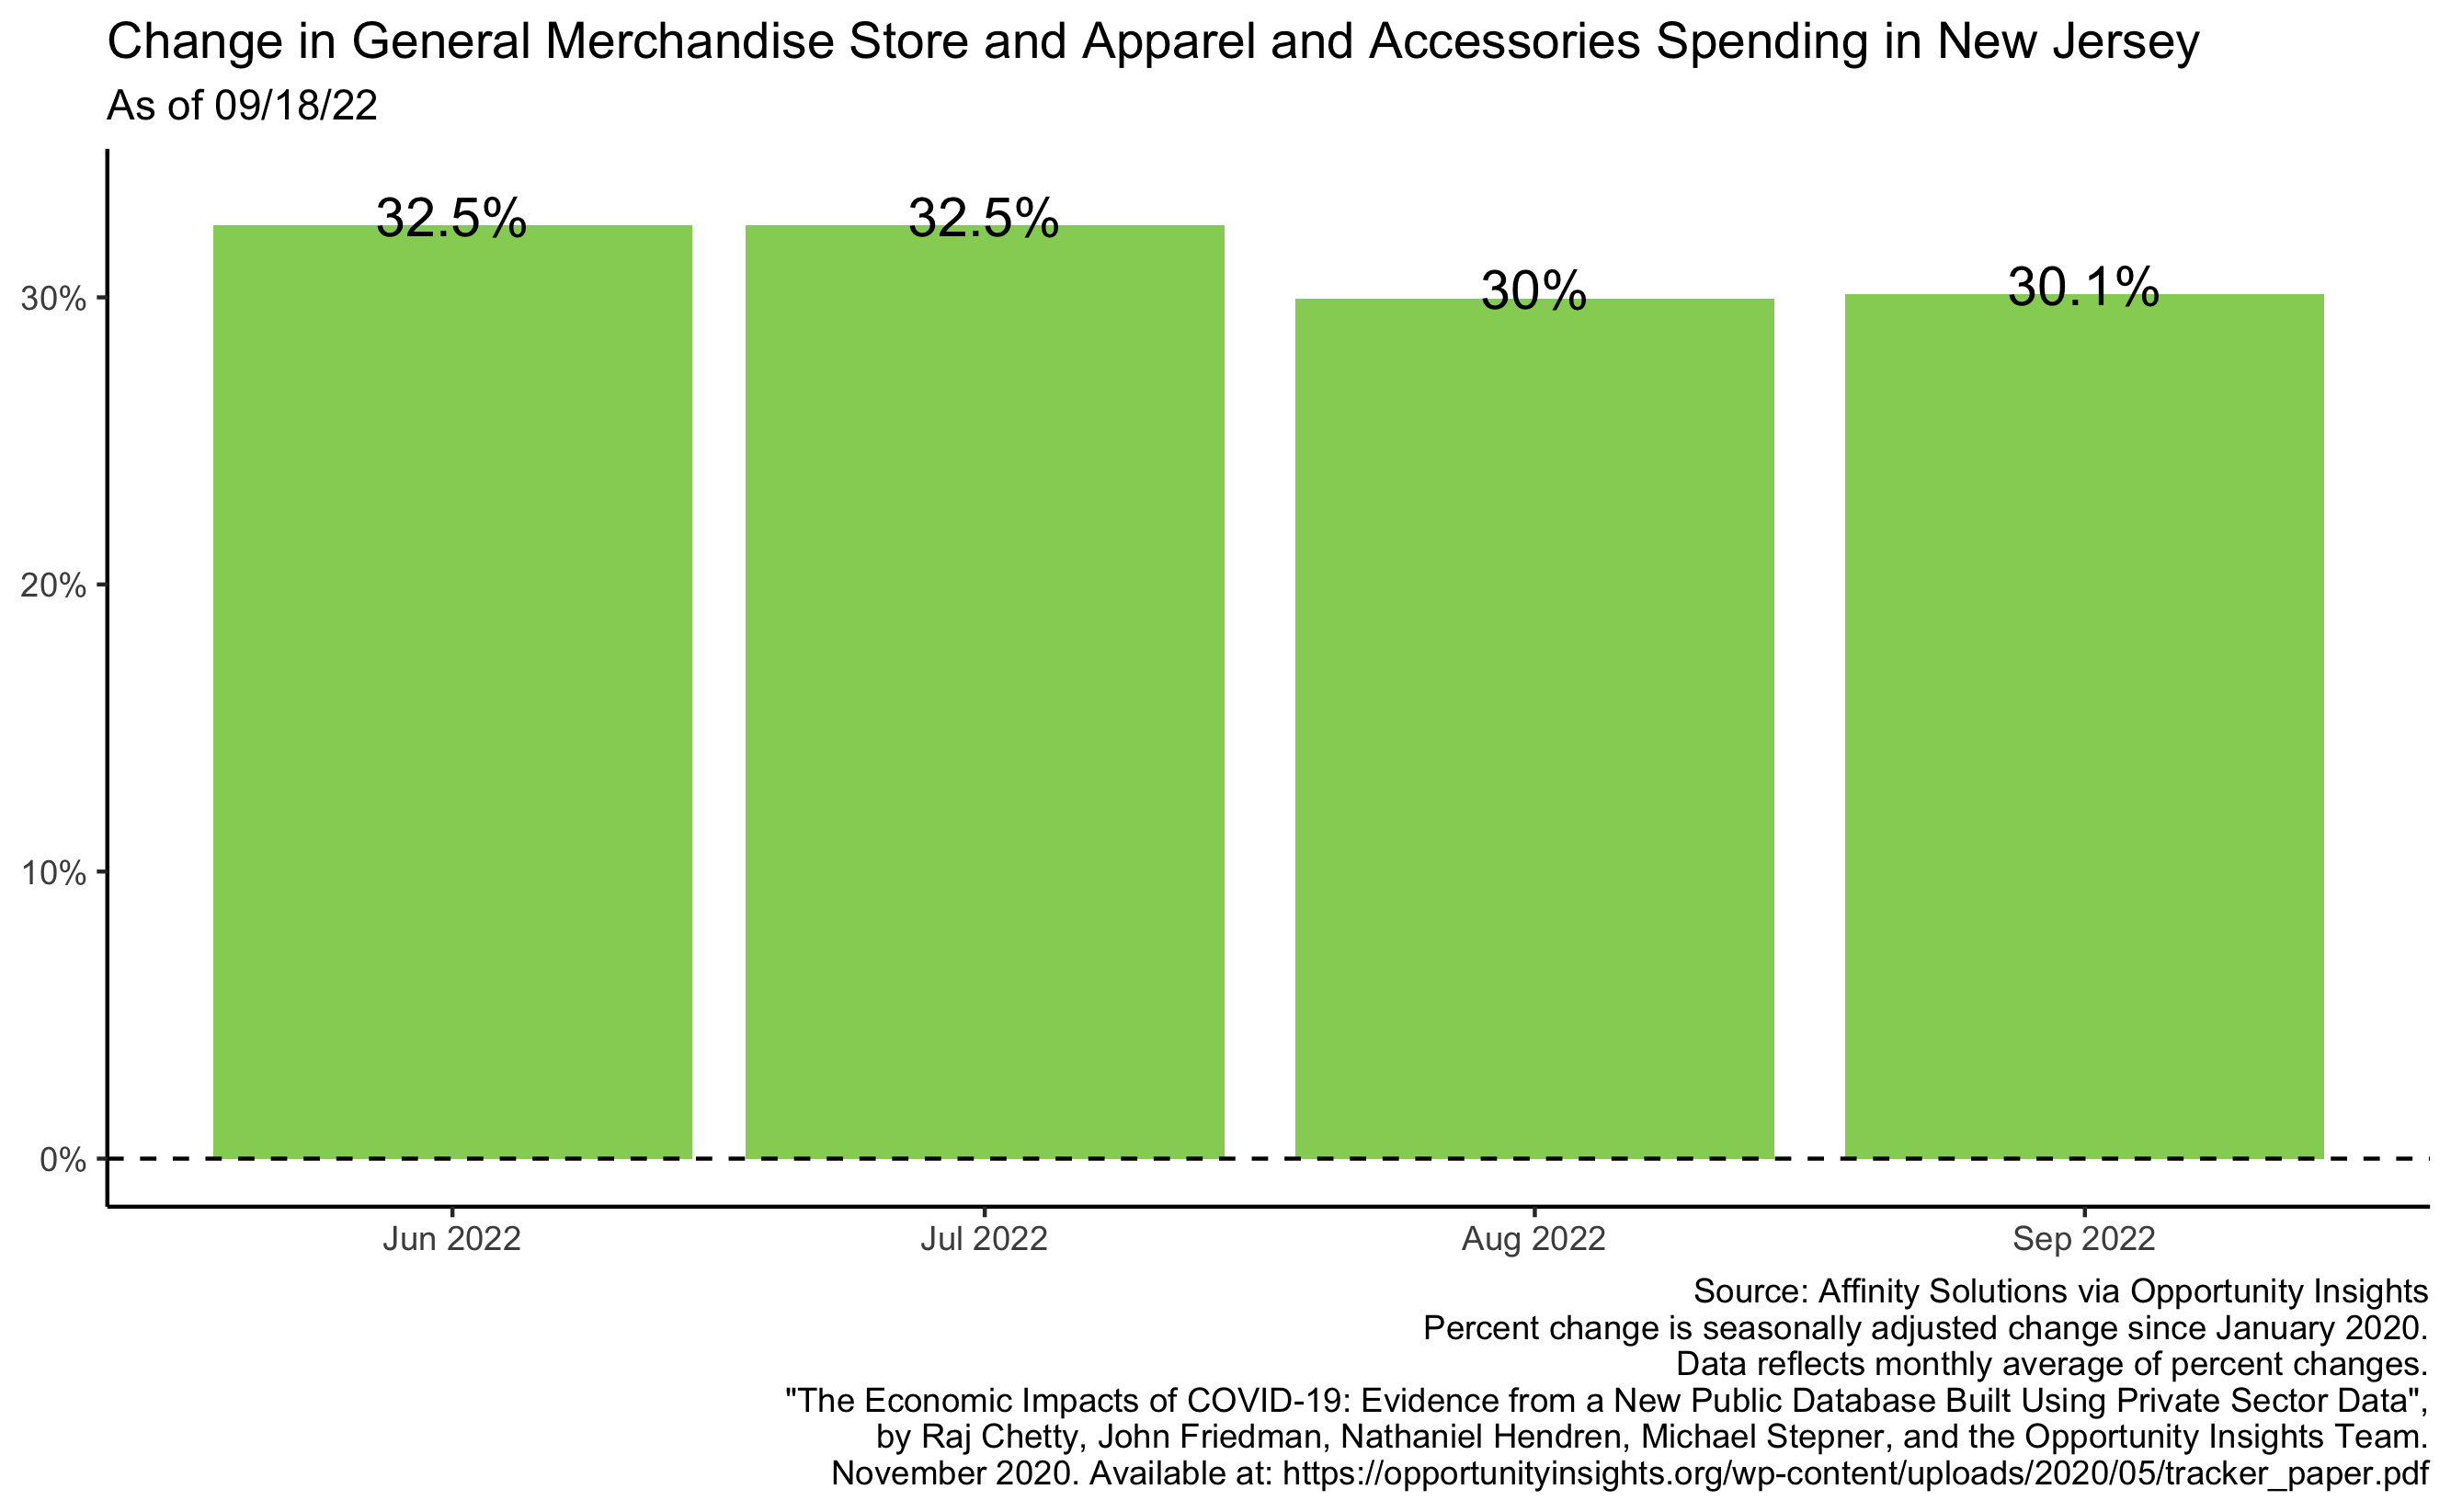 Change in General Merchandise Store and Apparel and Accessories Spending in New Jersey
As of 09/18/22
32.5%
32.5%
30%
30.1%
30%
20%
10%
0%
Jun 2022
Jul 2022
Aug 2022
Sep 2022
Source: Affinity Solutions via Opportunity Insights
Percent change is seasonally adjusted change since January 2020.
Data reflects monthly average of percent changes.
"The Economic Impacts of COVID-19: Evidence from a New Public Database Built Using Private Sector Data",
by Raj Chetty, John Friedman, Nathaniel Hendren, Michael Stepner, and the Opportunity Insights Team.
November 2020. Available at: https://opportunityinsights.org/wp-content/uploads/2020/05/tracker_paper.pdf